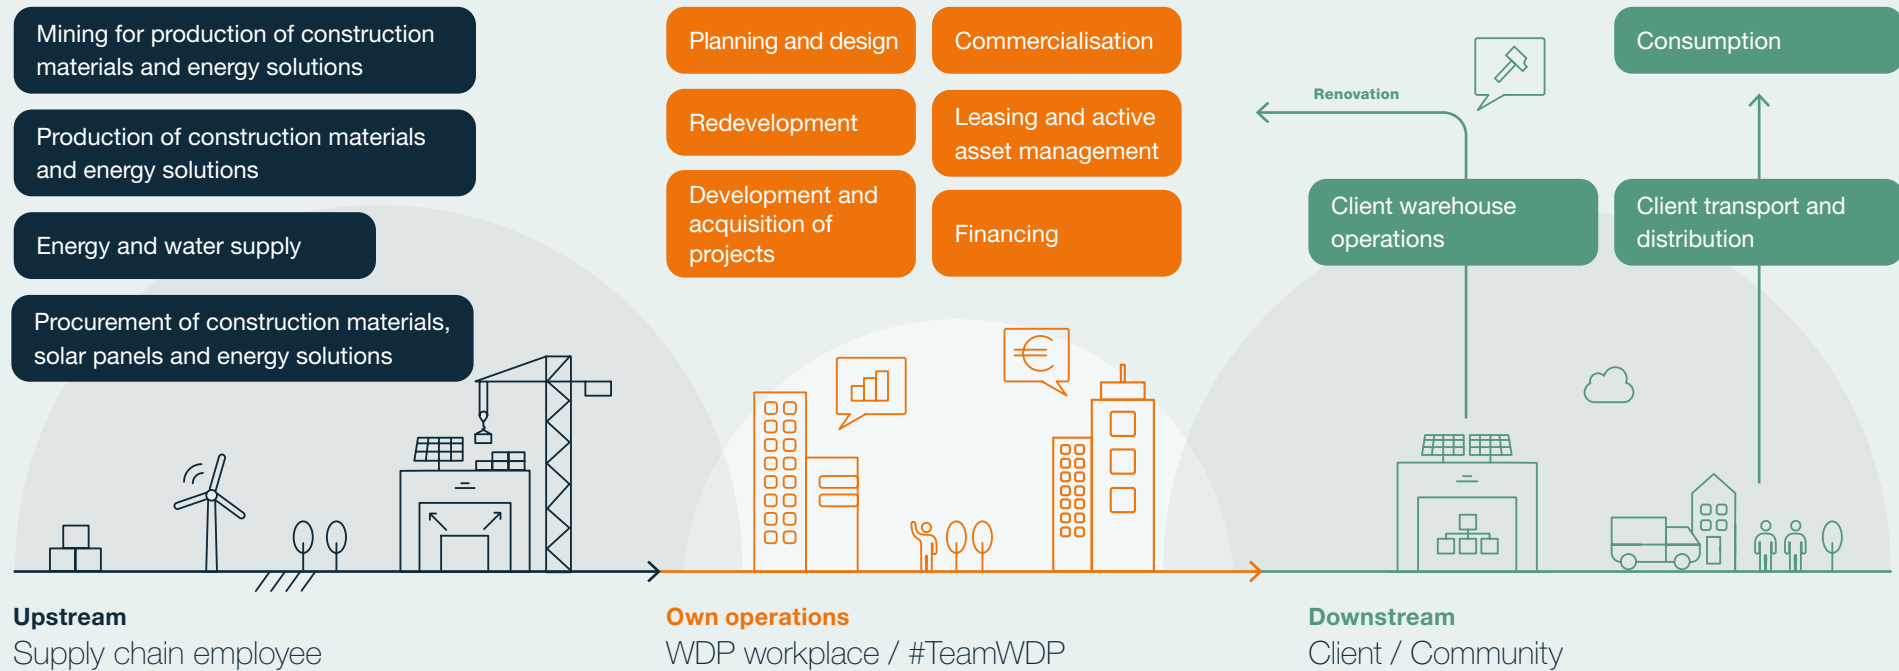 Mining for production of construction
materials and energy solutions
Production of construction materials
and energy solutions
Energy and water supply
Procurement of construction materials,
solar panels and energy solutions
Planning and design
Redevelopment
Development and
acquisition of
projects
Commercialisation
Leasing and active
asset management
Financing
Renovation
Client warehouse
operations
Consumption
Client transport and
distribution
€
Upstream
Supply chain employee
Own operations
WDP workplace / #TeamWDP
Downstream
Client / Community